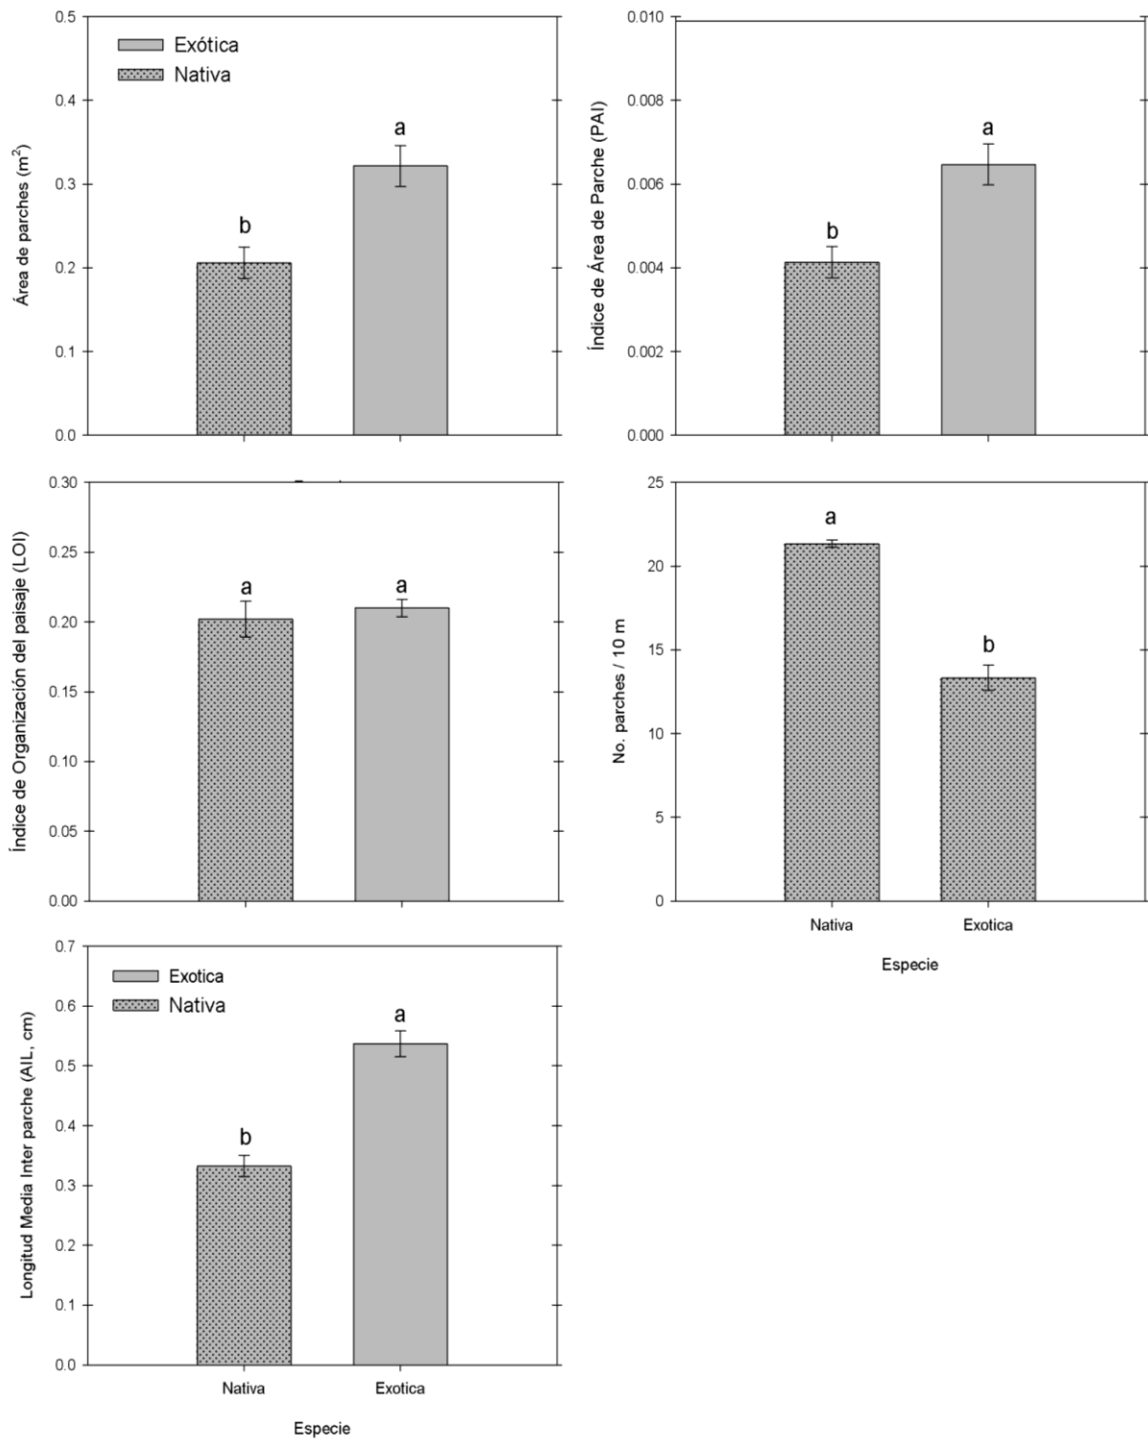 0.5
0.4
0.3
0.2
0.1
0.0
Área de parches (m²)
Exótica
Nativa
b
a
0.010
0.008
0.006
0.004
0.002
0.000
Índice de Área de Parche (PAI)
b
a
0.30
0.25
0.20
0.15
0.10
0.05
0.00
Índice de Organización del paisaje (LOI)
a
a
25
20
15
10
5
0
No. parches / 10 m
a
b
Nativa
Exotica
Especie
0.7
0.6
0.5
0.4
0.3
0.2
0.1
0.0
Longitud Media Inter parche (AIL, cm)
Exotica
Nativa
b
a
Nativa
Exotica
Especie